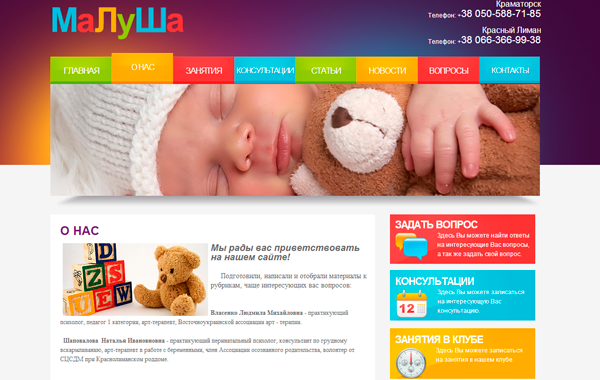 МаЛуШа
Краматорск
Телефон: +38 050-588-71-85
Красный Лиман
Телефон: +38 066-366-99-38
ГЛАВНАЯ
О НАС
ЗАНЯТИЯ
КОНСУЛЬТАЦИИ
СТАТЬИ
НОВОСТИ
ВОПРОСЫ
КОНТАКТЫ
О НАС
Мы рады вас приветствовать
на нашем сайте!
Подготовили, написали и отобрали материалы к
рубрикам, чаще интересующих вас вопросов:
Власенко Людмила Михайловна - практикующий
психолог, педагог 1 категории, арт-терапевт, Восточноукраинской ассоциации арт - терапии.
Шаповалова Наталья Ивановновна - практикующий перинатальный психолог, консультант по грудному
вскармливанию, арт-терапевт в работе с беременными, член Ассоциации осознанного родительства, волонтер от
СЦСДМ при Краснолиманском роддоме.
ЗАДАТЬ ВОПРОС
Здесь Вы можете найти ответы
на интересующие Вас вопросы,
а так же задать свой вопрос.
КОНСУЛЬТАЦИИ
Здесь Вы можете записаться
на интересующую Вас
консультацию.
12
ЗАНЯТИЯ В КЛУБЕ
Здесь Вы можете записаться
на занятия в нашем клубе.